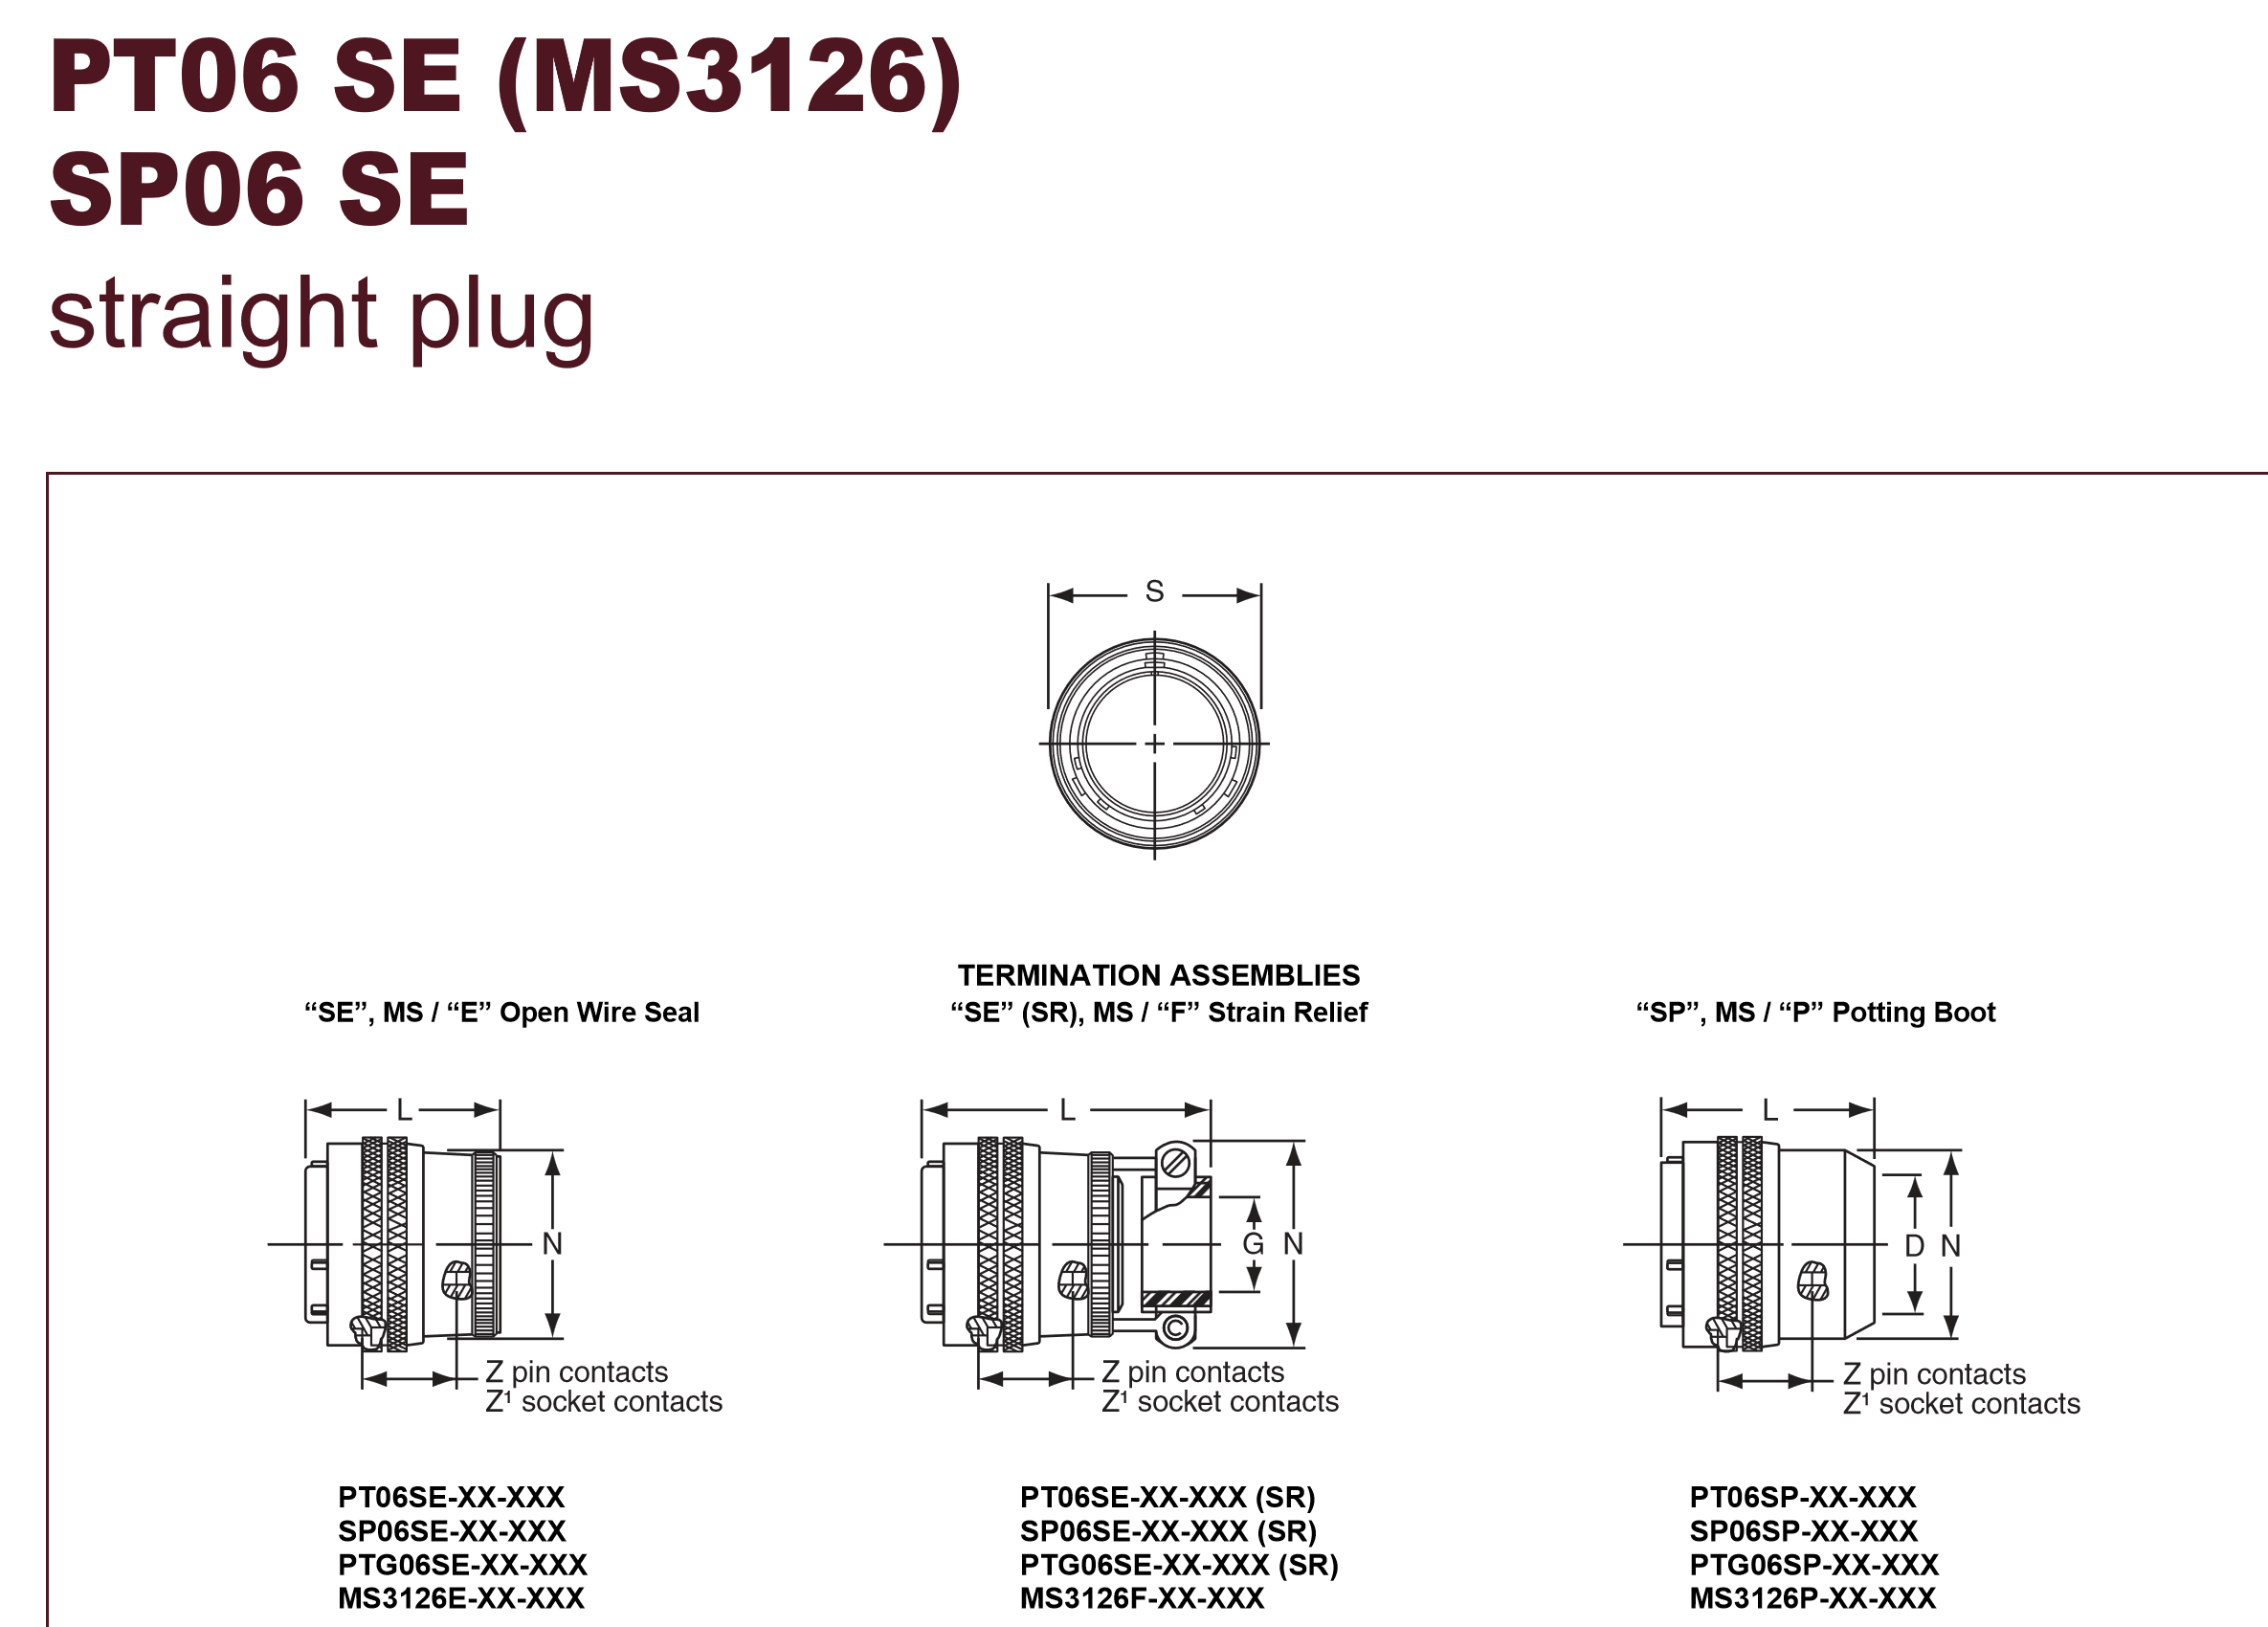 PT06 SE (MS3126)
SP06 SE
straight plug
S
TERMINATION ASSEMBLIES
“SE”, MS / “E” Open Wire Seal
“SE” (SR), MS / “F” Strain Relief
“SP”, MS / “P” Potting Boot
L
N
Z pin contacts
Z¹ socket contacts
L
G N
Z pin contacts
Z¹ socket contacts
L
D N
Z pin contacts
Z¹ socket contacts
PT06SE-XX-XXX
SP06SE-XX-XXX
PTG06SE-XX-XXX
MS3126E-XX-XXX
PT06SE-XX-XXX (SR)
SP06SE-XX-XXX (SR)
PTG06SE-XX-XXX (SR)
MS3126F-XX-XXX
PT06SP-XX-XXX
SP06SP-XX-XXX
PTG06SP-XX-XXX
MS3126P-XX-XXX